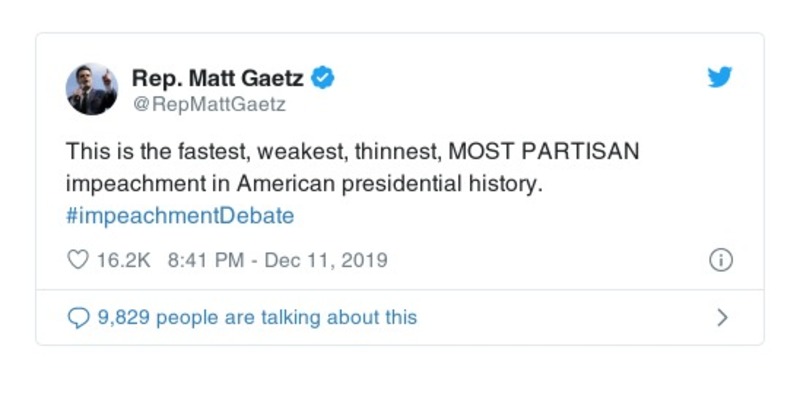 Rep. Matt Gaetz
@RepMattGaetz
This is the fastest, weakest, thinnest, MOST PARTISAN
impeachment in American presidential history.
#impeachmentDebate
16.2K 8:41 PM - Dec 11, 2019
9,829 people are talking about this